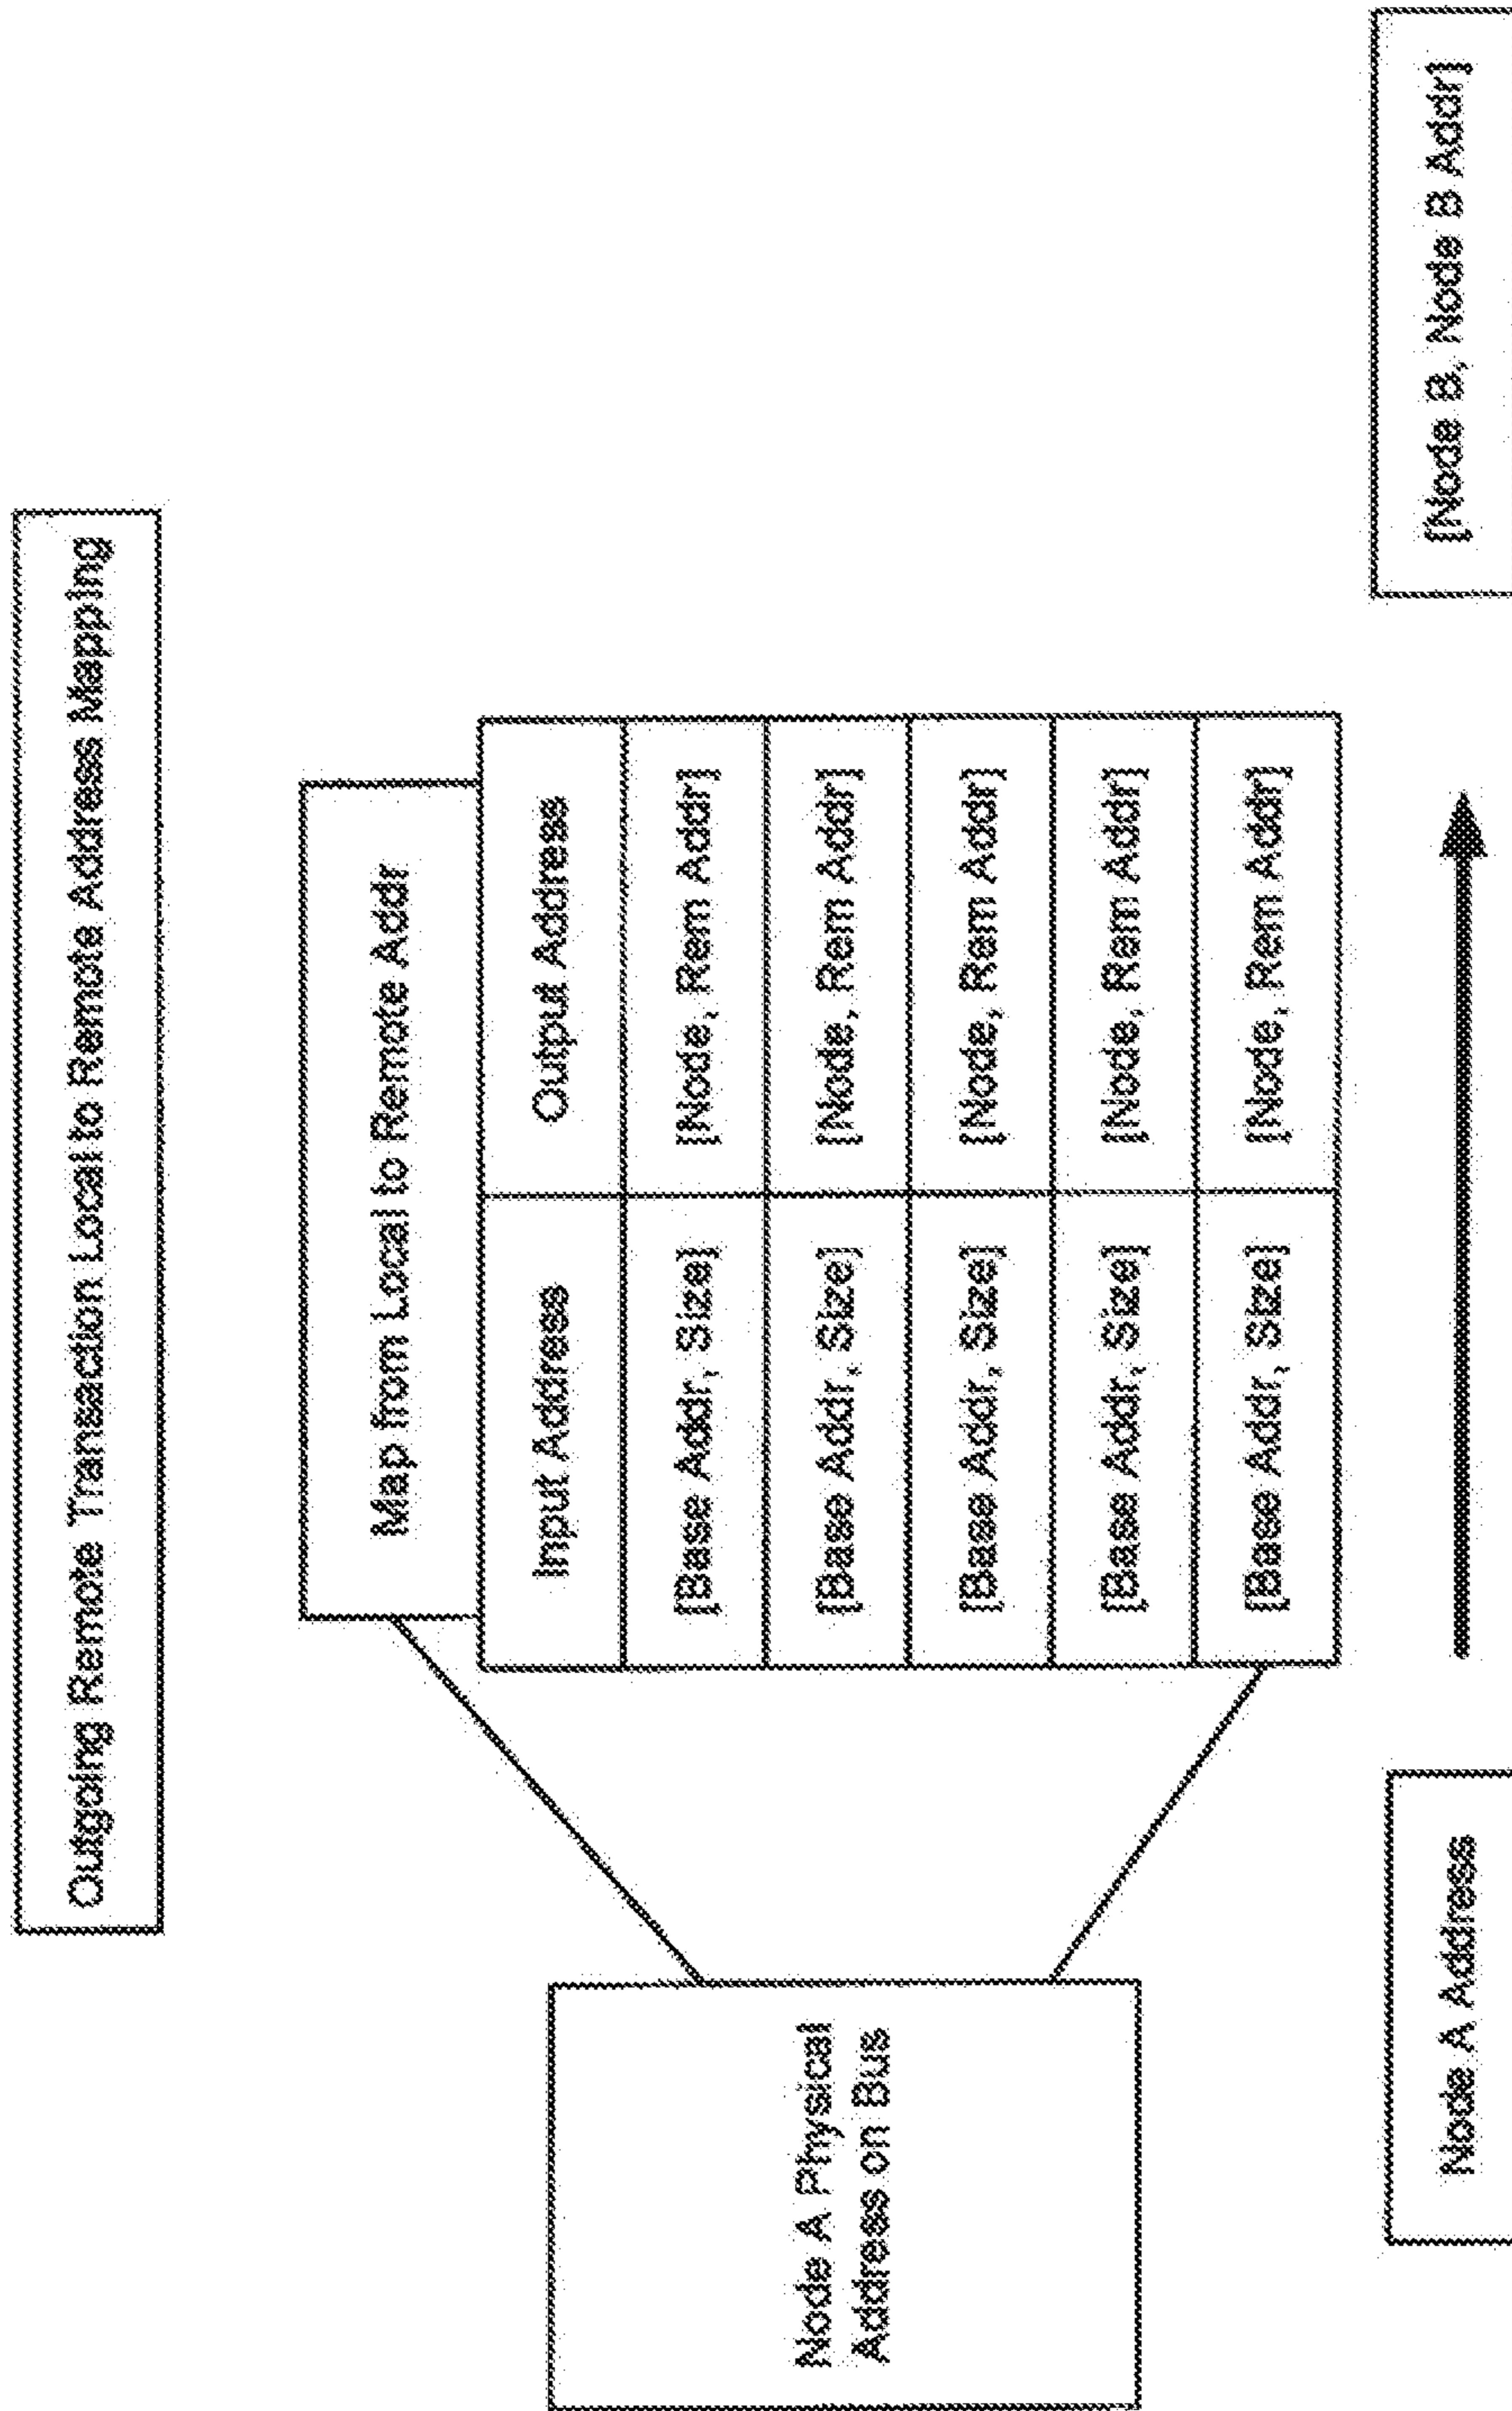 Outgoing Remote Transaction Local to Remote Address Mapping
Map from Local to Remote Addr
Input Address
Output Address
[Base Addr, Size]
[Node, Rem Addr]
[Base Addr, Size]
[Node, Rem Addr]
[Base Addr, Size]
[Node, Rem Addr]
[Base Addr, Size]
[Node, Rem Addr]
[Base Addr, Size]
[Node, Rem Addr]
Node A Physical
Address on Bus
Node A Address
[Node B, Node B Addr]